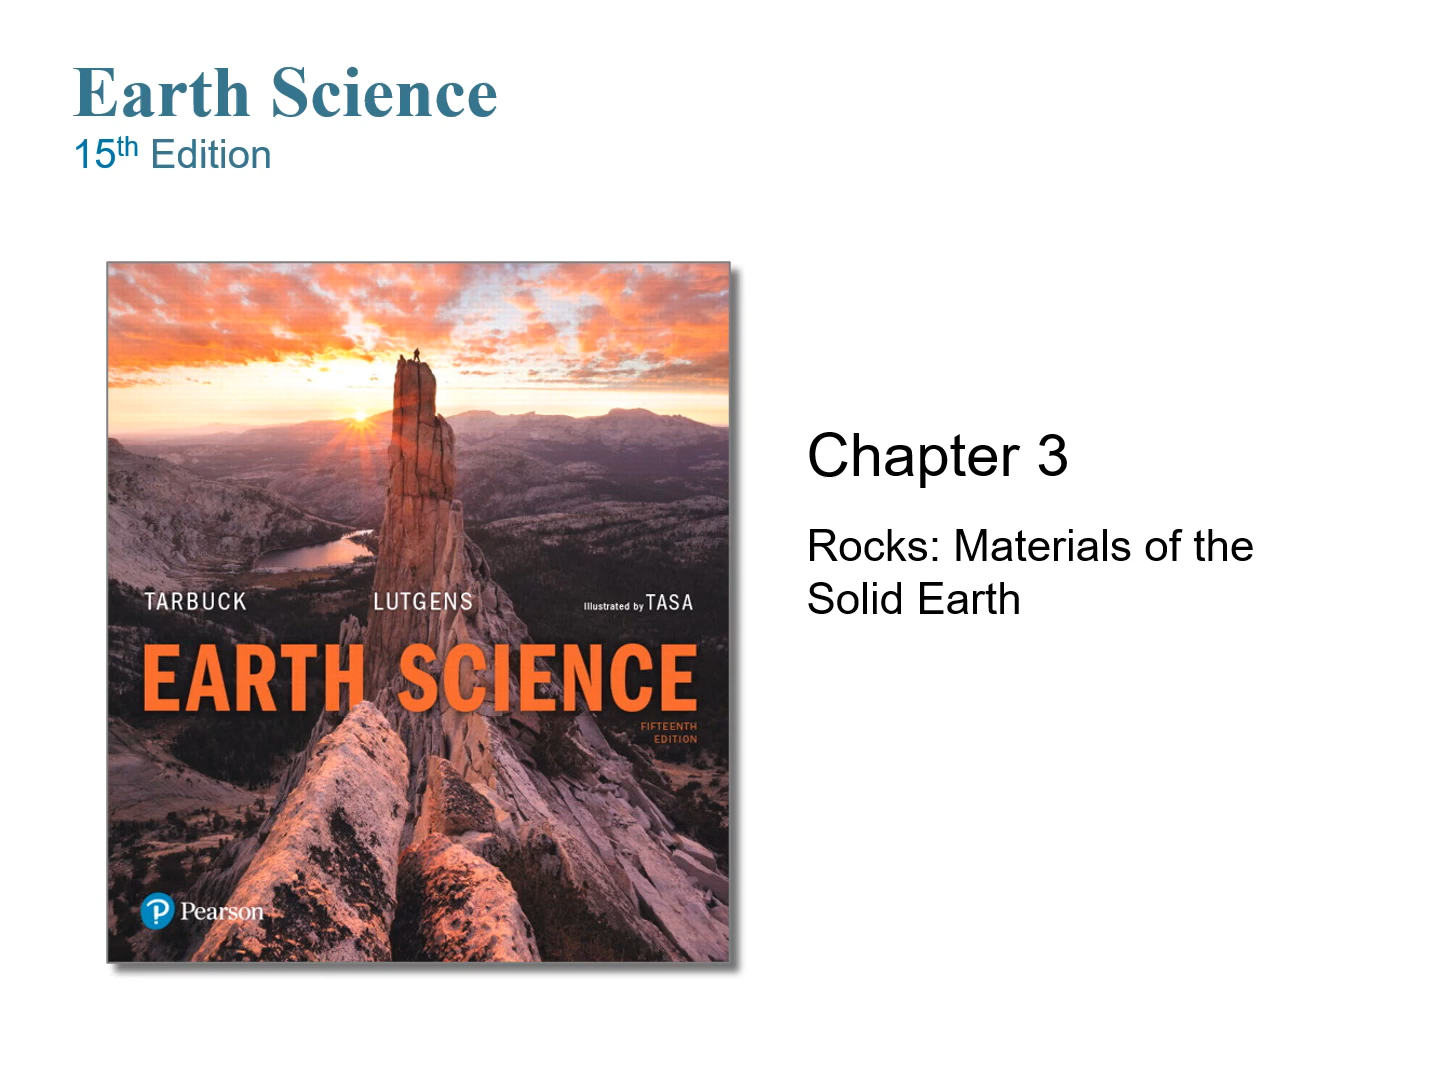 Earth Science
15th Edition
TARBUCK LUTGENS Illustrated by TASA
EARTH SCIENCE
FIFTEENTH
EDITION
Pearson
Chapter 3
Rocks: Materials of the
Solid Earth